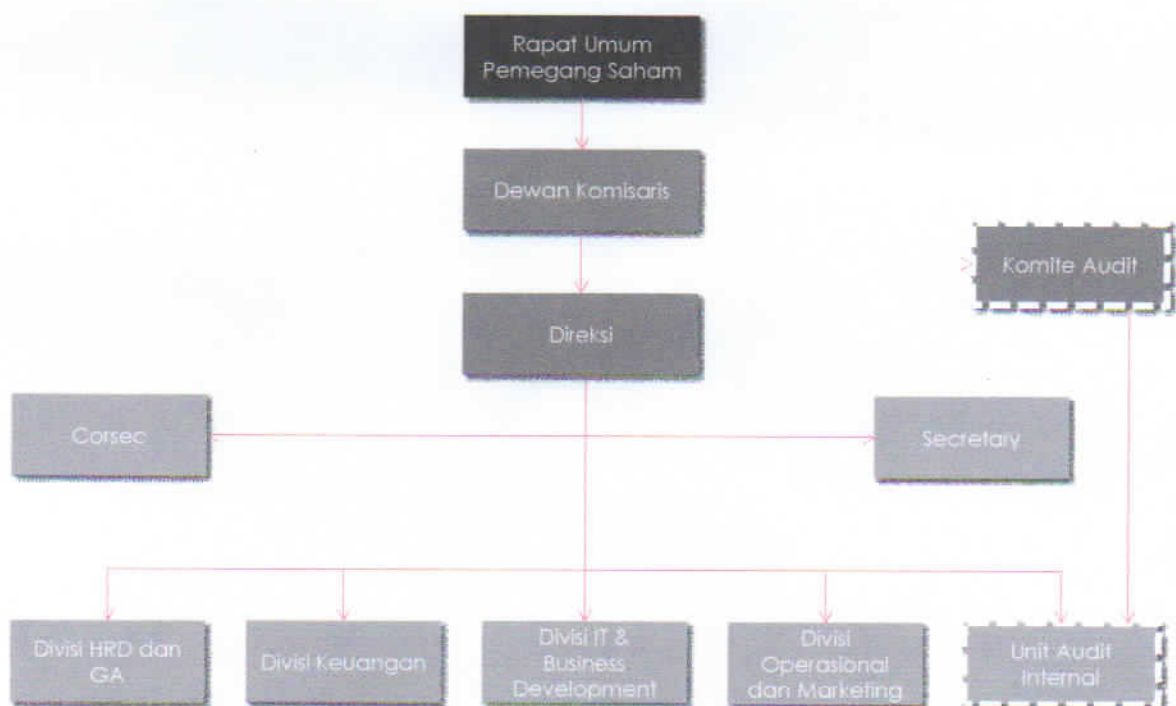 Rapat Umum
Pemegang Saham
Dewan Komisaris
Komite Audit
Direksi
Corsec
Secretary
Divisi HRD dan
GA
Divisi Keuangan
Divisi IT &
Business
Development
Divisi
Operasional
dan Marketing
Unit Audit
Internal